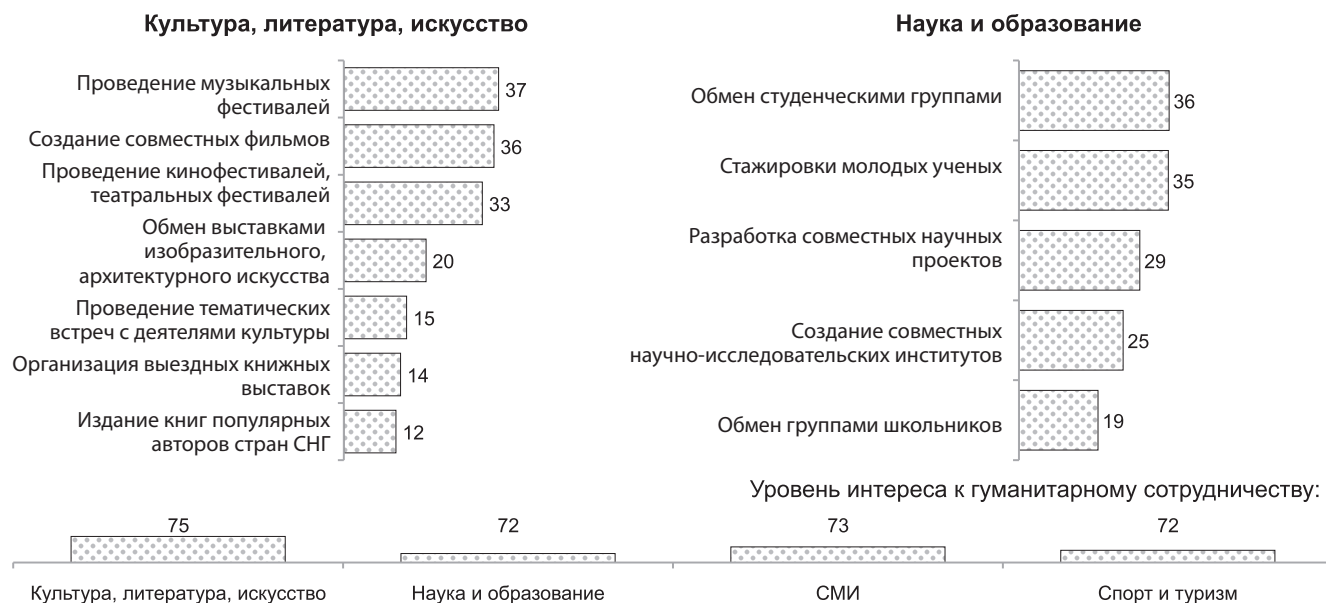 Культура, литература, искусство
Проведение музыкальных
фестивалей
37
Создание совместных фильмов
36
Проведение кинофестивалей,
театральных фестивалей
33
Обмен выставками
изобразительного,
архитектурного искусства
20
Проведение тематических
встреч с деятелями культуры
15
Организация выездных книжных
выставок
14
Издание книг популярных
авторов стран СНГ
12
Наука и образование
Обмен студенческими группами
36
Стажировки молодых ученых
35
Разработка совместных научных
проектов
29
Создание совместных
научно-исследовательских институтов
25
Обмен группами школьников
19
Уровень интереса к гуманитарному сотрудничеству:
75
72
73
72
Культура, литература, искусство
Наука и образование
СМИ
Спорт и туризм